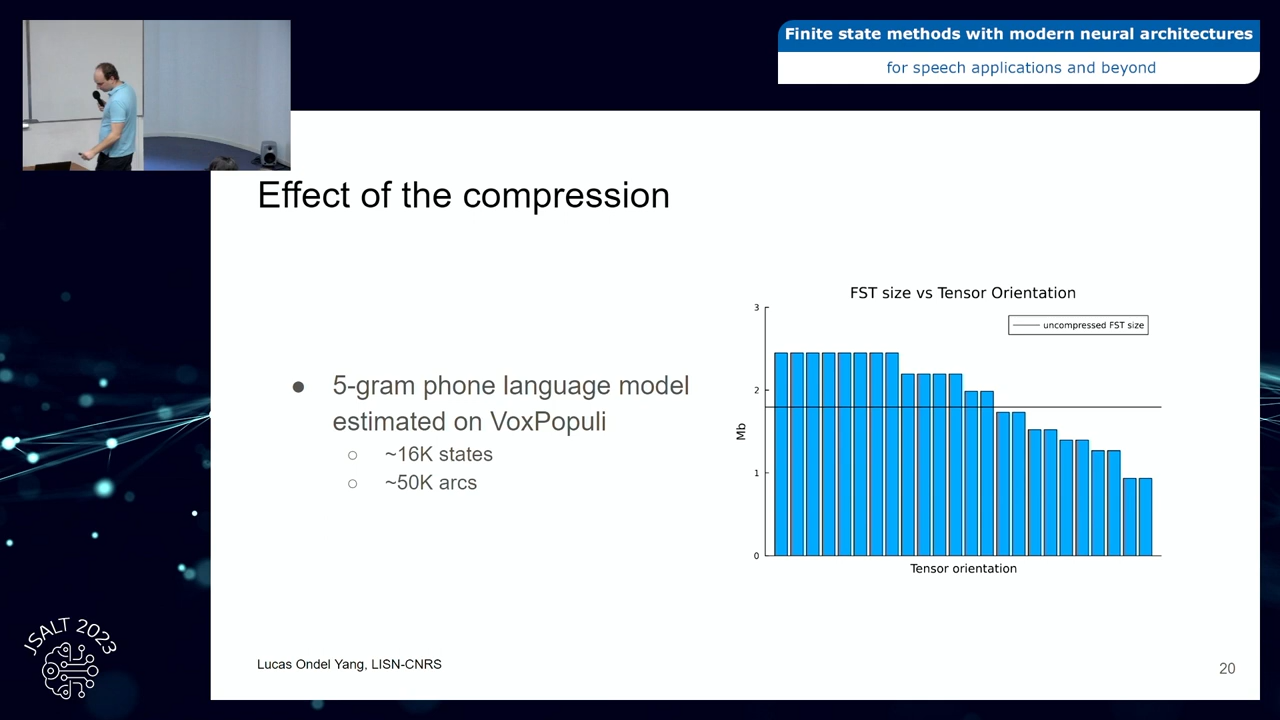 Finite state methods with modern neural architectures
for speech applications and beyond
Effect of the compression
● 5-gram phone language model
estimated on VoxPopuli
○ ~16K states
○ ~50K arcs
FST size vs Tensor Orientation
uncompressed FST size
3
2
1
0
Mb
Tensor orientation
Lucas Ondel Yang, LISN-CNRS
20
JSALT 2023